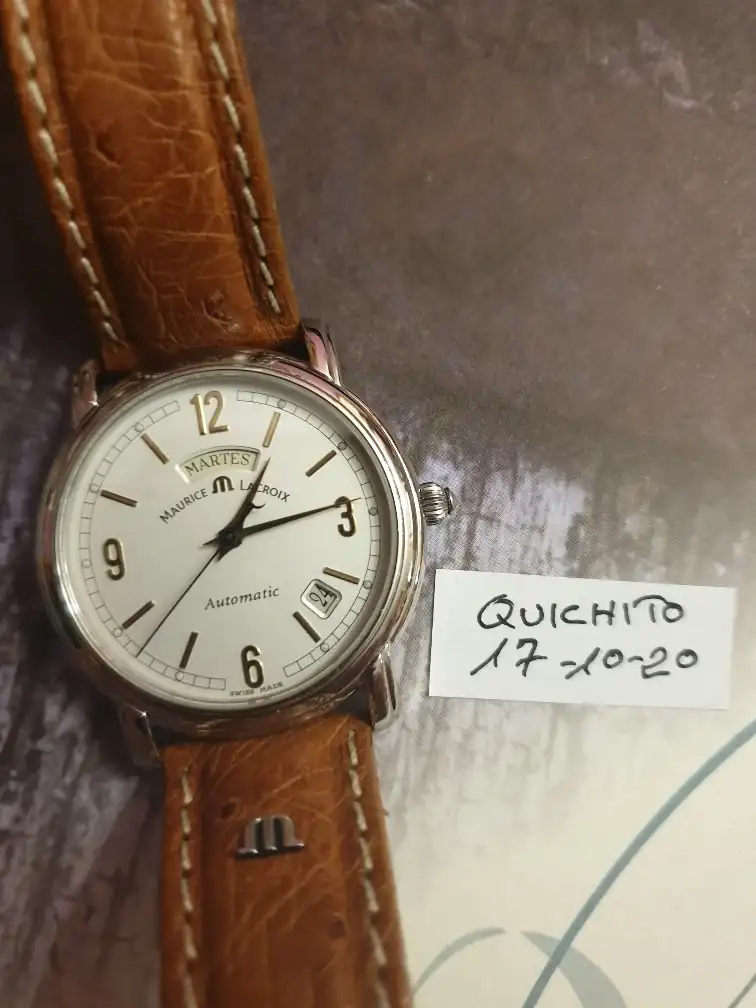 12
MARTES
MAURICE LACROIX
9
3
Automatic
24
6
SWISS MADE
QUICHITO
17-10-20